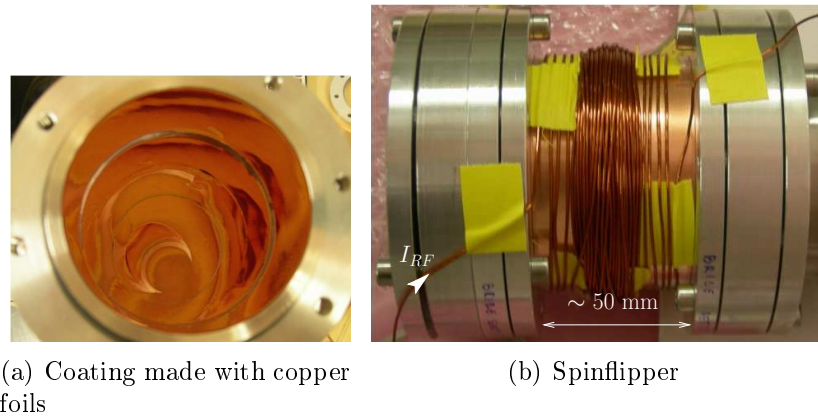 I_RF
~ 50 mm
(a) Coating made with copper
foils
(b) Spinflipper